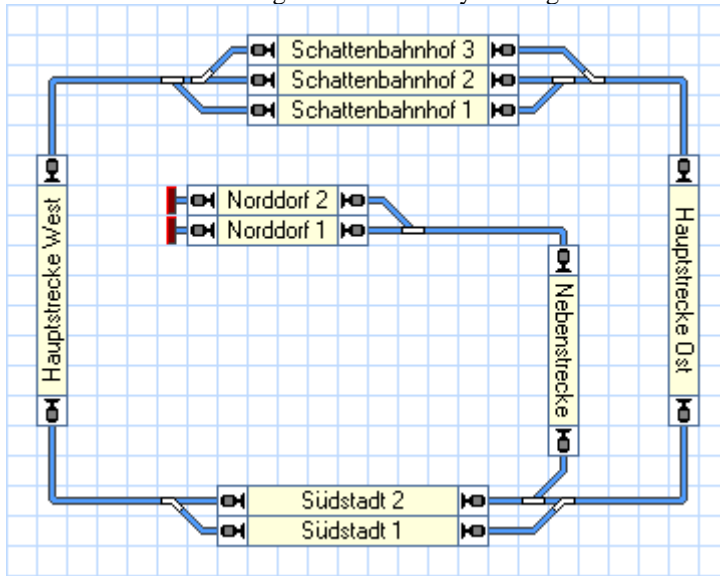 Schattenbahnhof 3
Schattenbahnhof 2
Schattenbahnhof 1
Hauptstrecke West
Norddorf 2
Norddorf 1
Nebenstrecke
Hauptstrecke Ost
Südstadt 2
Südstadt 1